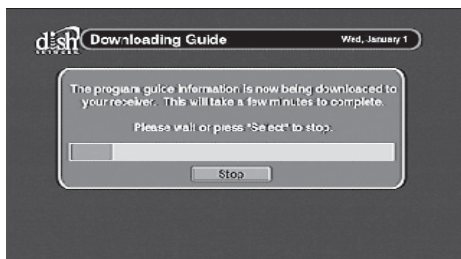 dish
NETWORK
Downloading Guide
Wed, January 1
The program guide information is now being downloaded to
your receiver. This will take a few minutes to complete.
Please wait or press "Select" to stop.
Stop